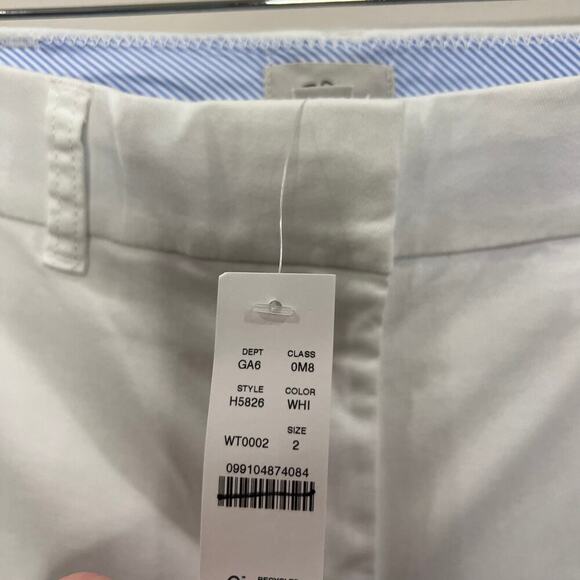 DEPT CLASS
GA6 0M8
STYLE COLOR
H5826 WHI
SIZE
WT0002 2
099104874084